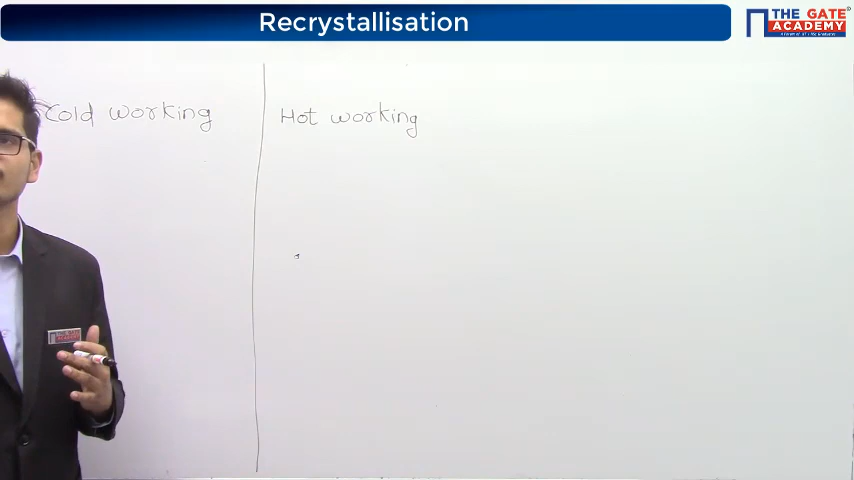 Recrystallisation
THE GATE
ACADEMY
Cold working
Hot working